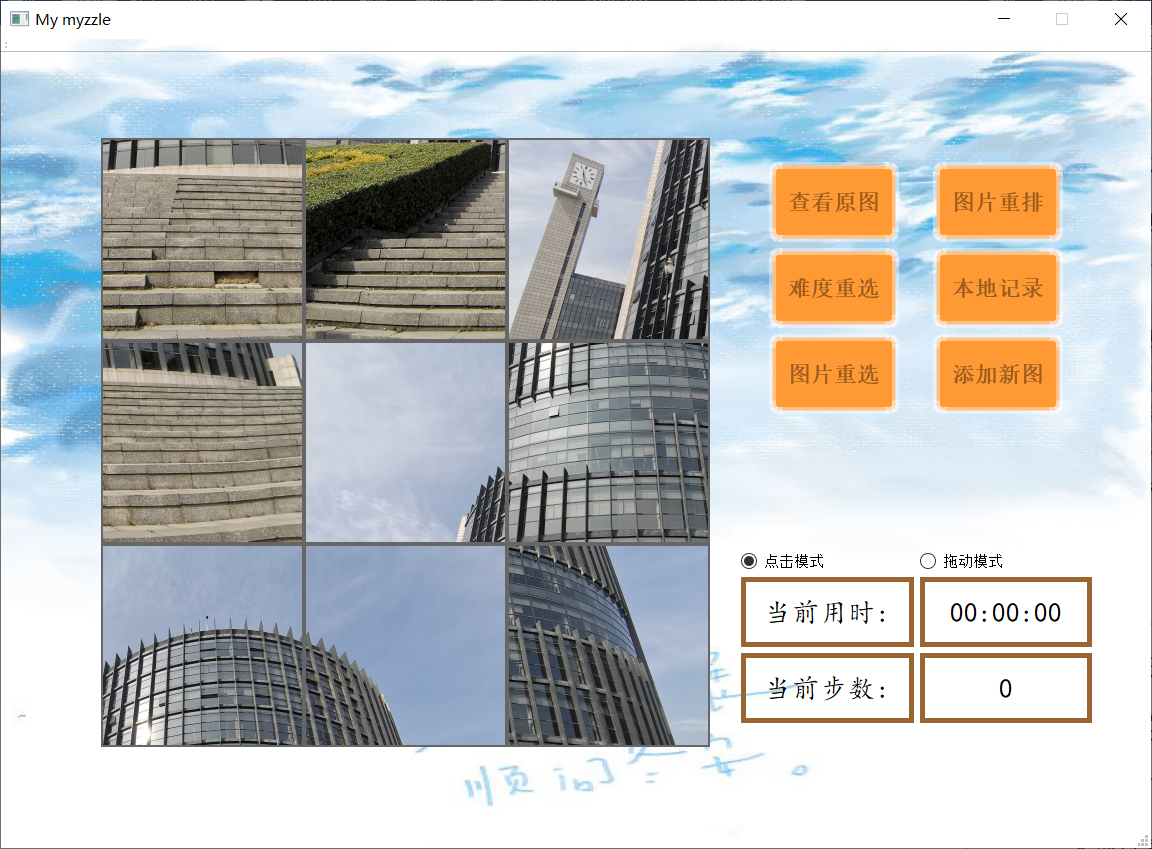 My myzzle
查看原图
图片重排
难度重选
本地记录
图片重选
添加新图
点击模式
拖动模式
当前用时:
00:00:00
当前步数:
0